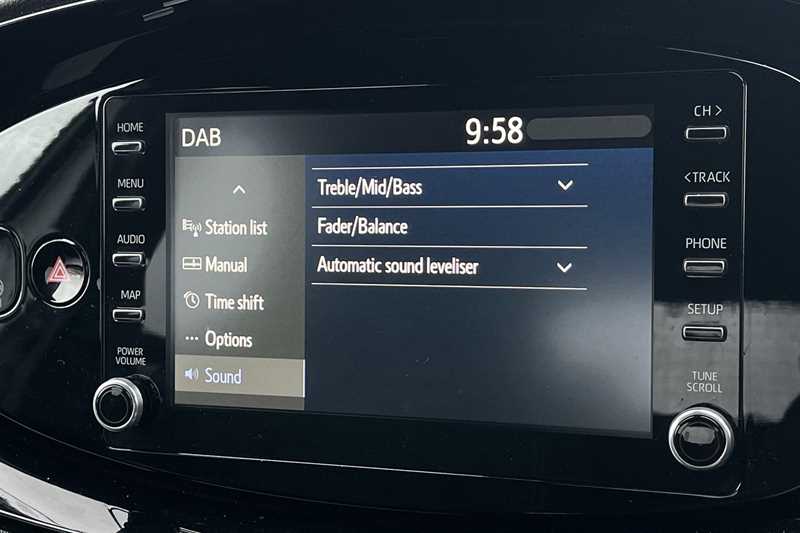 DAB 9:58
Station list
Manual
Time shift
Options
Sound
Treble/Mid/Bass
Fader/Balance
Automatic sound leveliser
HOME
MENU
AUDIO
MAP
POWER
VOLUME
CH >
< TRACK
PHONE
SETUP
TUNE
SCROLL